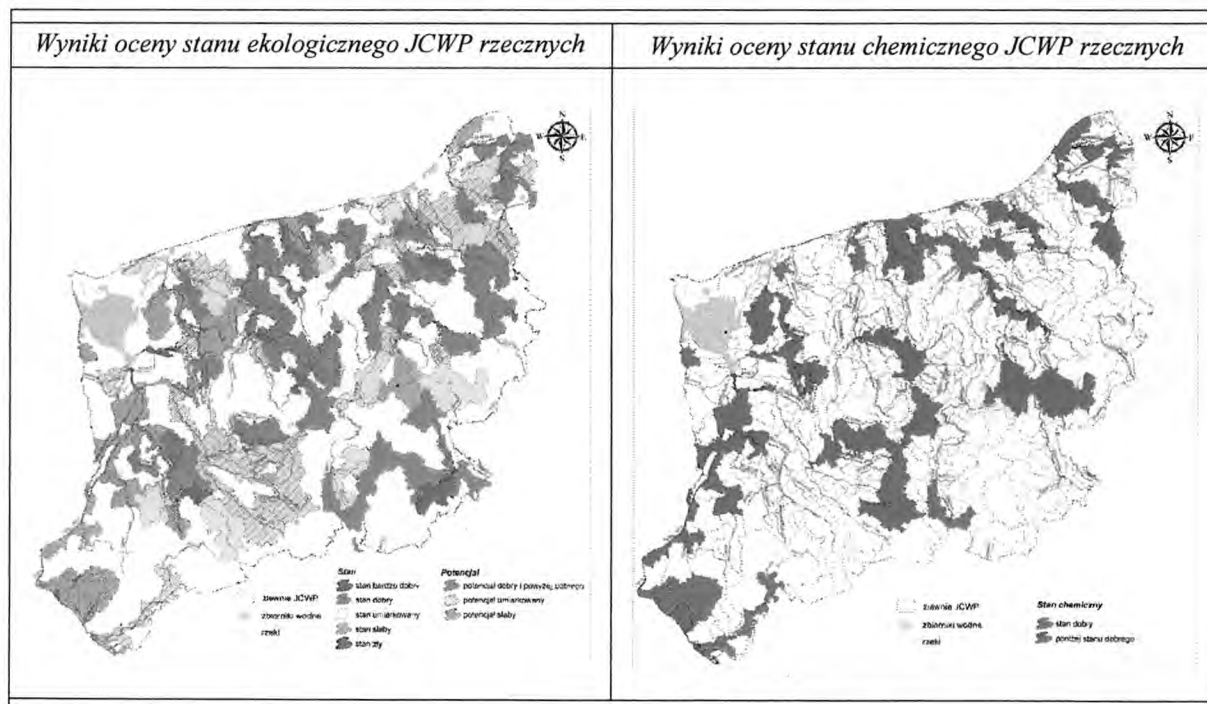 Wyniki oceny stanu ekologicznego JCWP rzecznych
Wyniki oceny stanu chemicznego JCWP rzecznych
N
W E
S
N
W E
S
Stan
Potencjał
zlewnie JCWP
zbiorniki wodne
rzeki
stan bardzo dobry
stan dobry
stan umiarkowany
stan słaby
stan zły
potencjał dobry i powyżej dobrego
potencjał umiarkowany
potencjał słaby
zlewnie JCWP
zbiorniki wodne
rzeki
Stan chemiczny
stan dobry
poniżej stanu dobrego